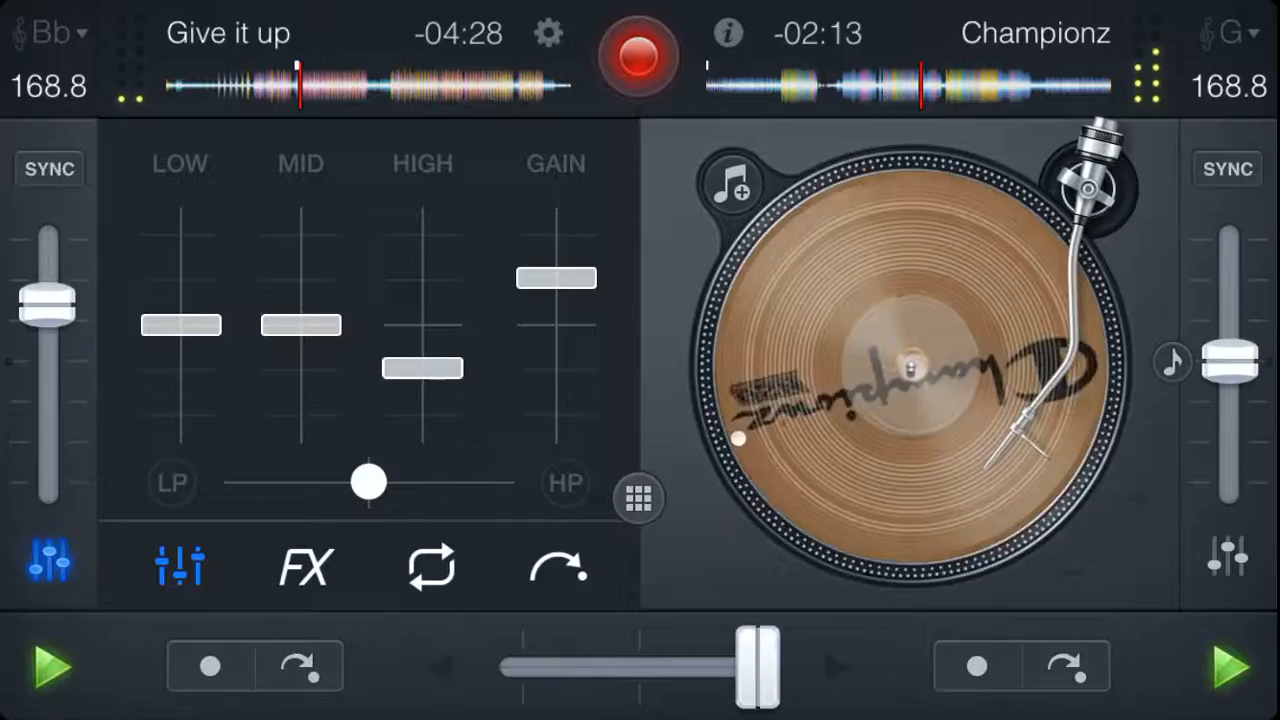 Bb
Give it up
-04:28
-02:13
Championz
G
168.8
168.8
SYNC
LOW
MID
HIGH
GAIN
SYNC
Championz
LP
HP
FX